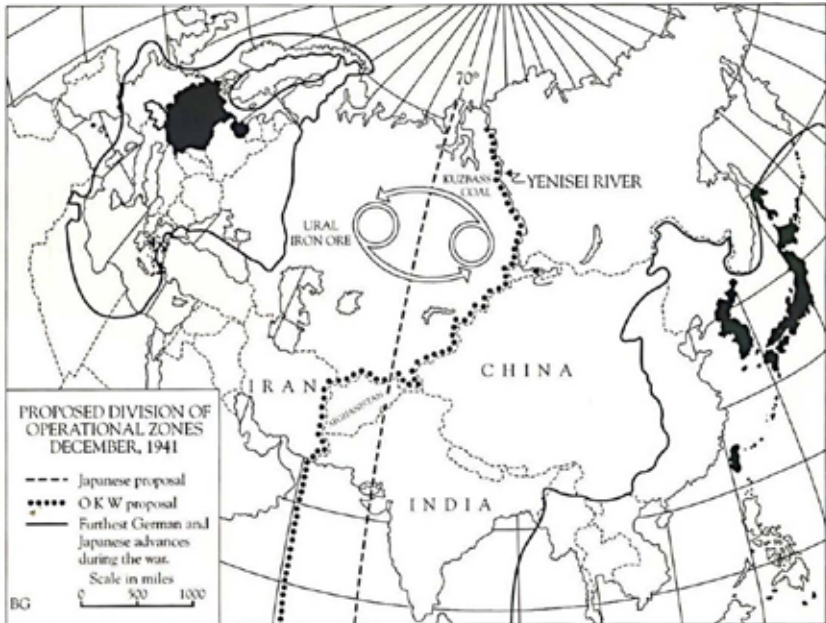 70°
KUZBASS
COAL
YENISEI RIVER
URAL
IRON ORE
IRAN
AFGHANISTAN
CHINA
INDIA
PROPOSED DIVISION OF
OPERATIONAL ZONES
DECEMBER, 1941
Japanese proposal
O K W proposal
Furthest German and
Japanese advances
during the war.
Scale in miles
0 500 1000
BG